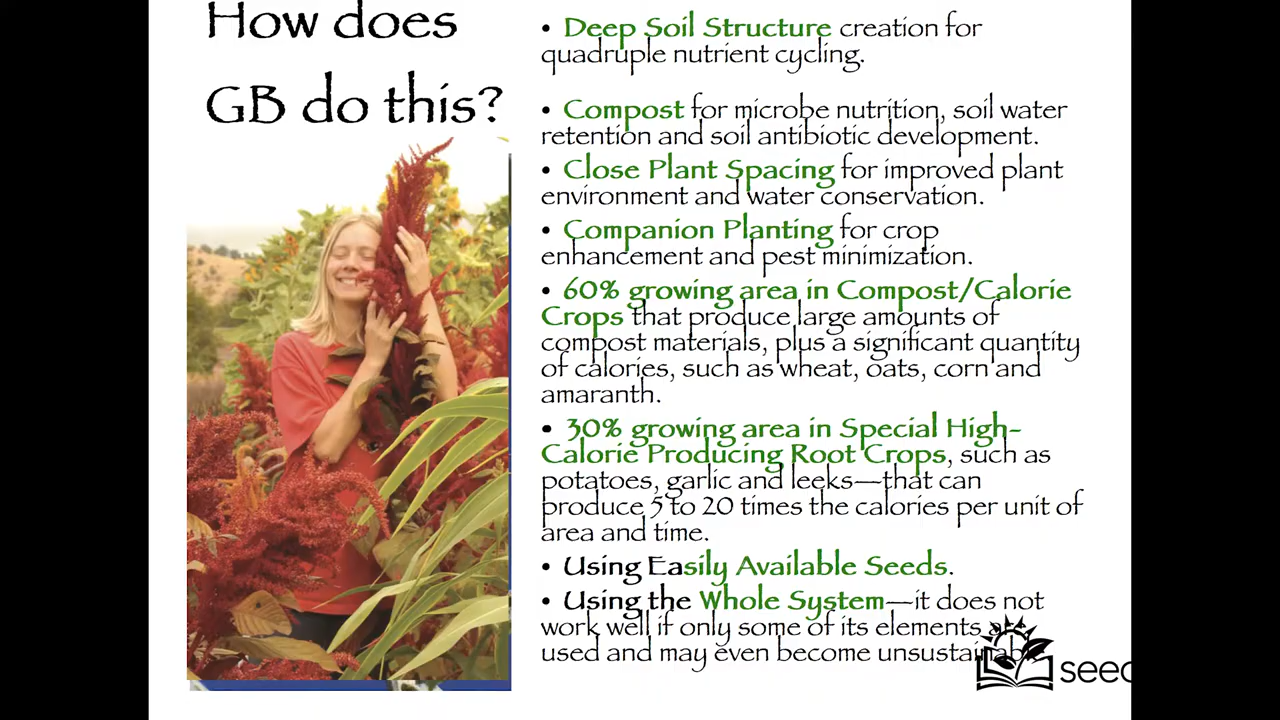 How does
GB do this?
• Deep Soil Structure creation for
quadruple nutrient cycling.
• Compost for microbe nutrition, soil water
retention and soil antibiotic development.
• Close Plant Spacing for improved plant
environment and water conservation.
• Companion Planting for crop
enhancement and pest minimization.
• 60% growing area in Compost/Calorie
Crops that produce large amounts of
compost materials, plus a significant quantity
of calories, such as wheat, oats, corn and
amaranth.
• 30% growing area in Special High-
Calorie Producing Root Crops, such as
potatoes, garlic and leeks—that can
produce 5 to 20 times the calories per unit of
area and time.
• Using Easily Available Seeds.
• Using the Whole System—it does not
work well if only some of its elements
used and may even become
seed